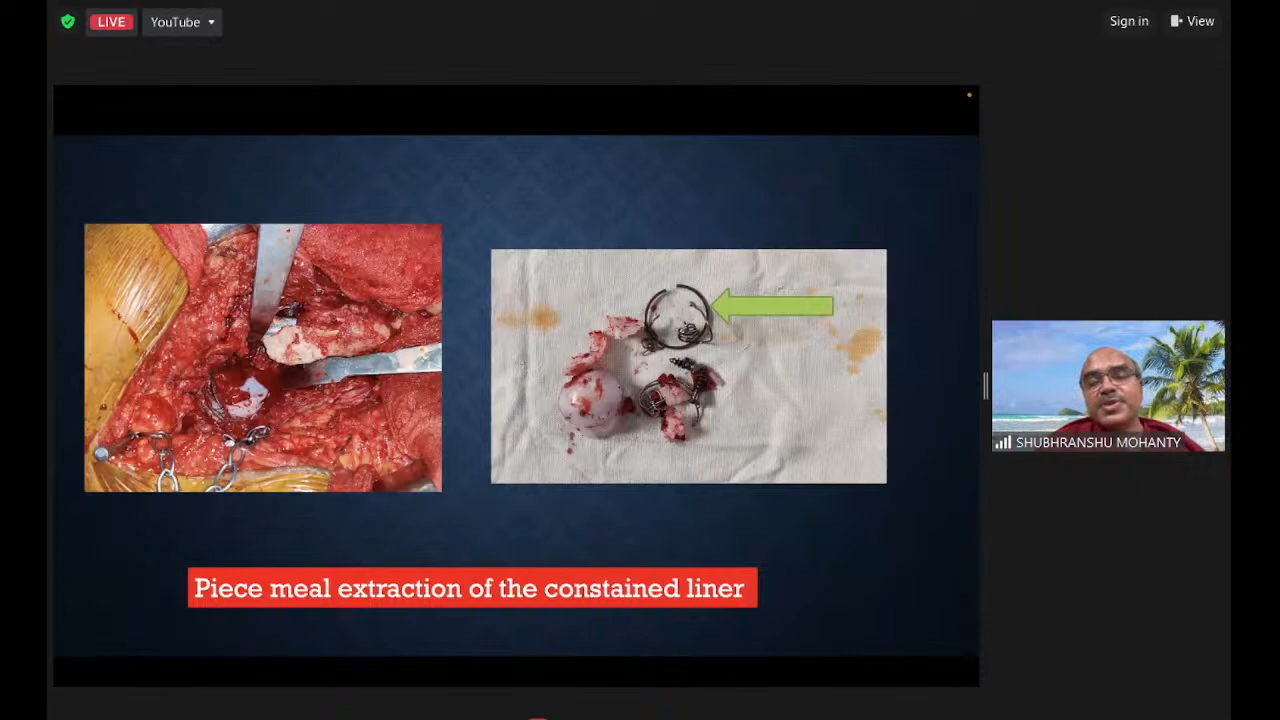 LIVE
YouTube
Sign in
View
Piece meal extraction of the constained liner
SHUBHRANSHU MOHANTY